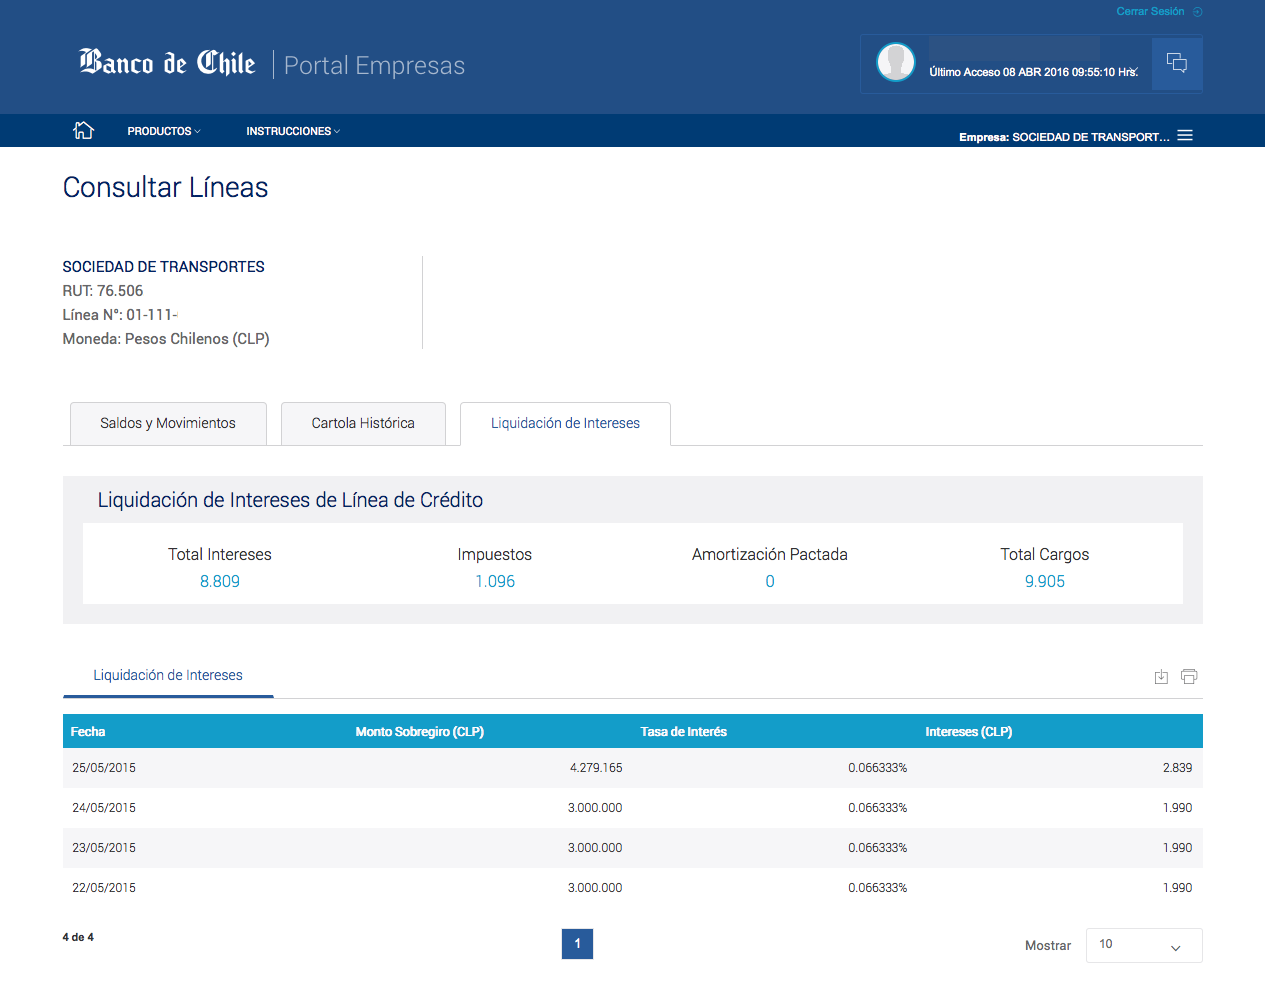 Cerrar Sesión
Banco de Chile Portal Empresas
Último Acceso 08 ABR 2016 09:55:10 Hrs.
PRODUCTOS INSTRUCCIONES
Empresa: SOCIEDAD DE TRANSPORT...
Consultar Líneas
SOCIEDAD DE TRANSPORTES
RUT: 76.506
Línea N°: 01-111-
Moneda: Pesos Chilenos (CLP)
Saldos y Movimientos Cartola Histórica Liquidación de Intereses
Liquidación de Intereses de Línea de Crédito
Total Intereses Impuestos Amortización Pactada Total Cargos
8.809 1.096 0 9.905
Liquidación de Intereses
Fecha Monto Sobregiro (CLP) Tasa de Interés Intereses (CLP)
25/05/2015 4.279.165 0.066333% 2.839
24/05/2015 3.000.000 0.066333% 1.990
23/05/2015 3.000.000 0.066333% 1.990
22/05/2015 3.000.000 0.066333% 1.990
4 de 4 1 Mostrar 10